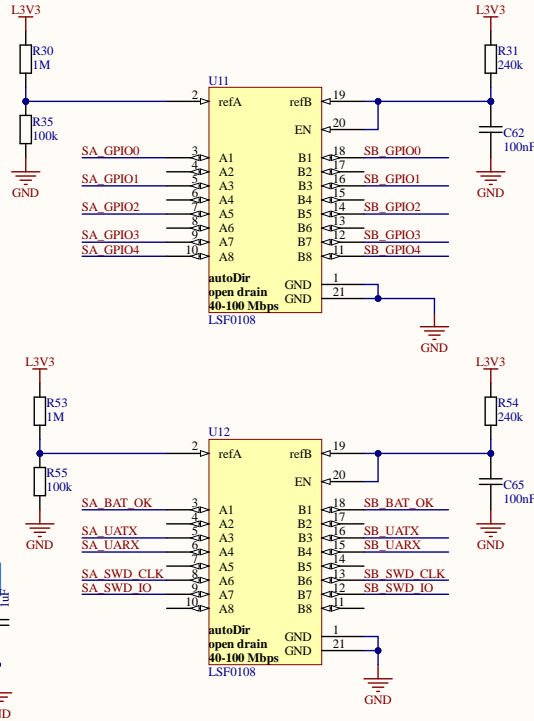 L3V3
L3V3
R30
1M
R31
240k
U11
2
refA
refB
19
R35
100k
EN
20
C62
100nF
SA_GPIO0
3
A1
B1
18
SB_GPIO0
4
A2
B2
17
GND
SA_GPIO1
5
A3
B3
16
SB_GPIO1
GND
6
A4
B4
15
SA_GPIO2
7
A5
B5
14
SB_GPIO2
8
A6
B6
13
SA_GPIO3
9
A7
B7
12
SB_GPIO3
SA_GPIO4
10
A8
B8
11
SB_GPIO4
autoDir
GND
1
open drain
GND
21
40-100 Mbps
LSF0108
GND
L3V3
L3V3
R53
1M
R54
240k
U12
2
refA
refB
19
R55
100k
EN
20
C65
100nF
SA_BAT_OK
3
A1
B1
18
SB_BAT_OK
4
A2
B2
17
SA_UATX
5
A3
B3
16
SB_UATX
SA_UARX
6
A4
B4
15
SB_UARX
GND
7
A5
B5
14
GND
SA_SWD_CLK
8
A6
B6
13
SB_SWD_CLK
SA_SWD_IO
9
A7
B7
12
SB_SWD_IO
10
A8
B8
11
1uF
autoDir
GND
1
open drain
GND
21
40-100 Mbps
LSF0108
GND
ND